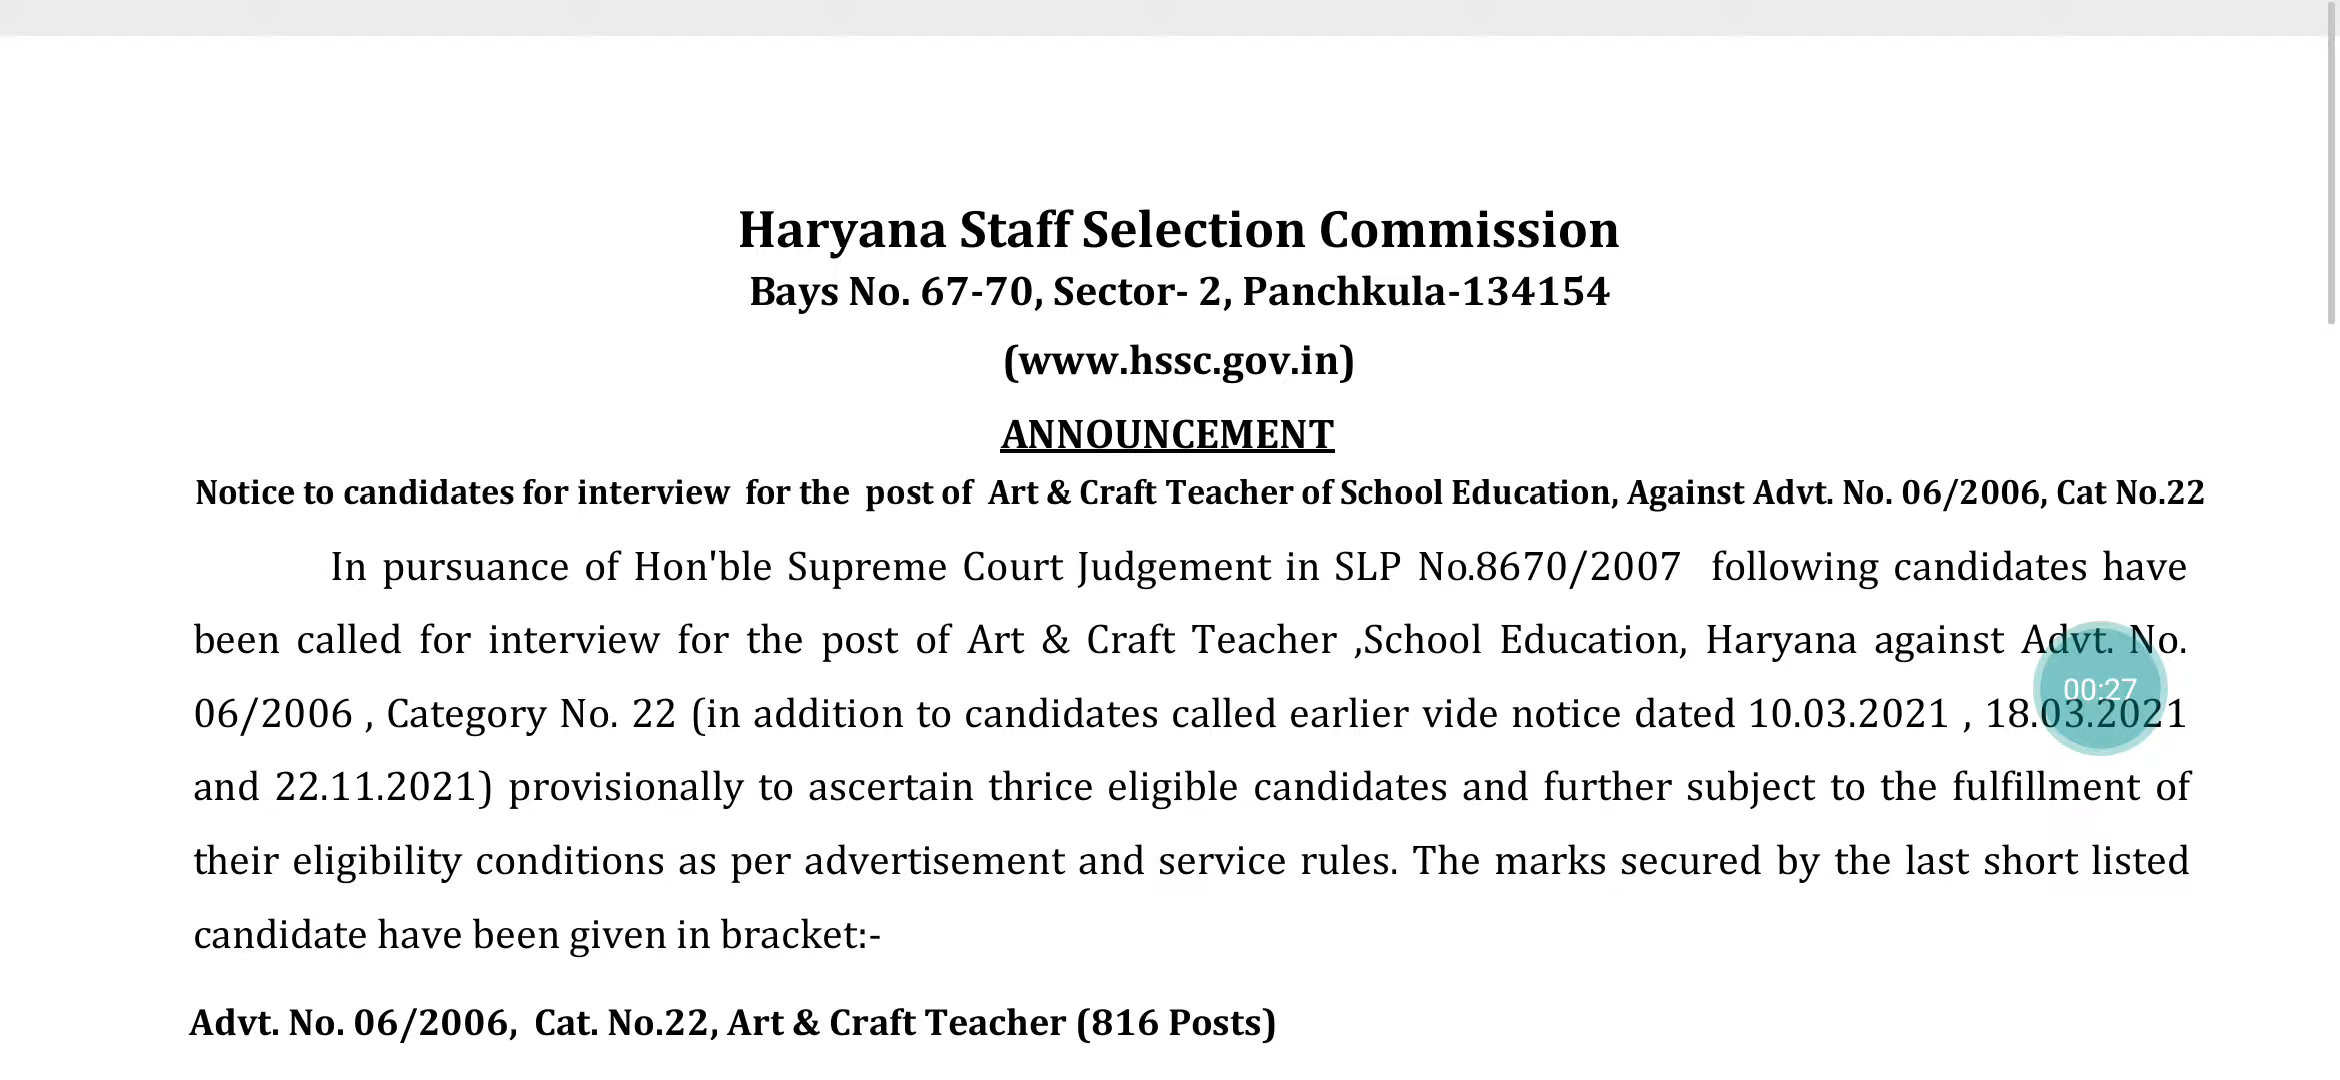 Haryana Staff Selection Commission
Bays No. 67-70, Sector- 2, Panchkula-134154
(www.hssc.gov.in)
ANNOUNCEMENT
Notice to candidates for interview for the post of Art & Craft Teacher of School Education, Against Advt. No. 06/2006, Cat No.22
In pursuance of Hon'ble Supreme Court Judgement in SLP No.8670/2007 following candidates have
been called for interview for the post of Art & Craft Teacher ,School Education, Haryana against Advt. No.
00:27
06/2006 , Category No. 22 (in addition to candidates called earlier vide notice dated 10.03.2021 , 18.03.2021
and 22.11.2021) provisionally to ascertain thrice eligible candidates and further subject to the fulfillment of
their eligibility conditions as per advertisement and service rules. The marks secured by the last short listed
candidate have been given in bracket:-
Advt. No. 06/2006, Cat. No.22, Art & Craft Teacher (816 Posts)